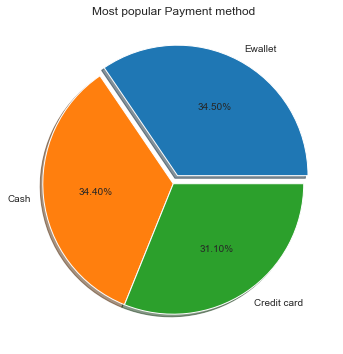 Most popular Payment method
Ewallet
34.50%
34.40%
Cash
31.10%
Credit card